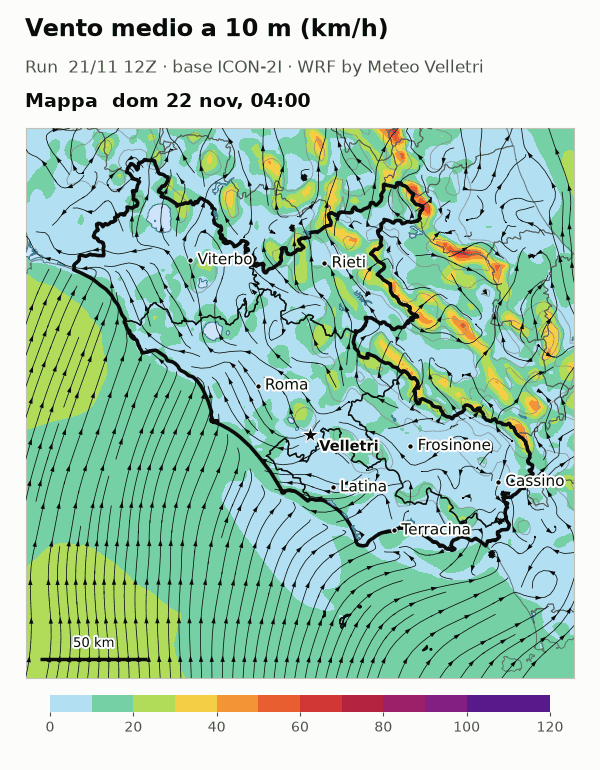 Vento medio a 10 m (km/h)
Run  21/11 12Z · base ICON-2I · WRF by Meteo Velletri
Mappa  dom 22 nov, 04:00
Viterbo
Rieti
Roma
Velletri
Frosinone
Cassino
Latina
Terracina
50 km
0 20 40 60 80 100 120